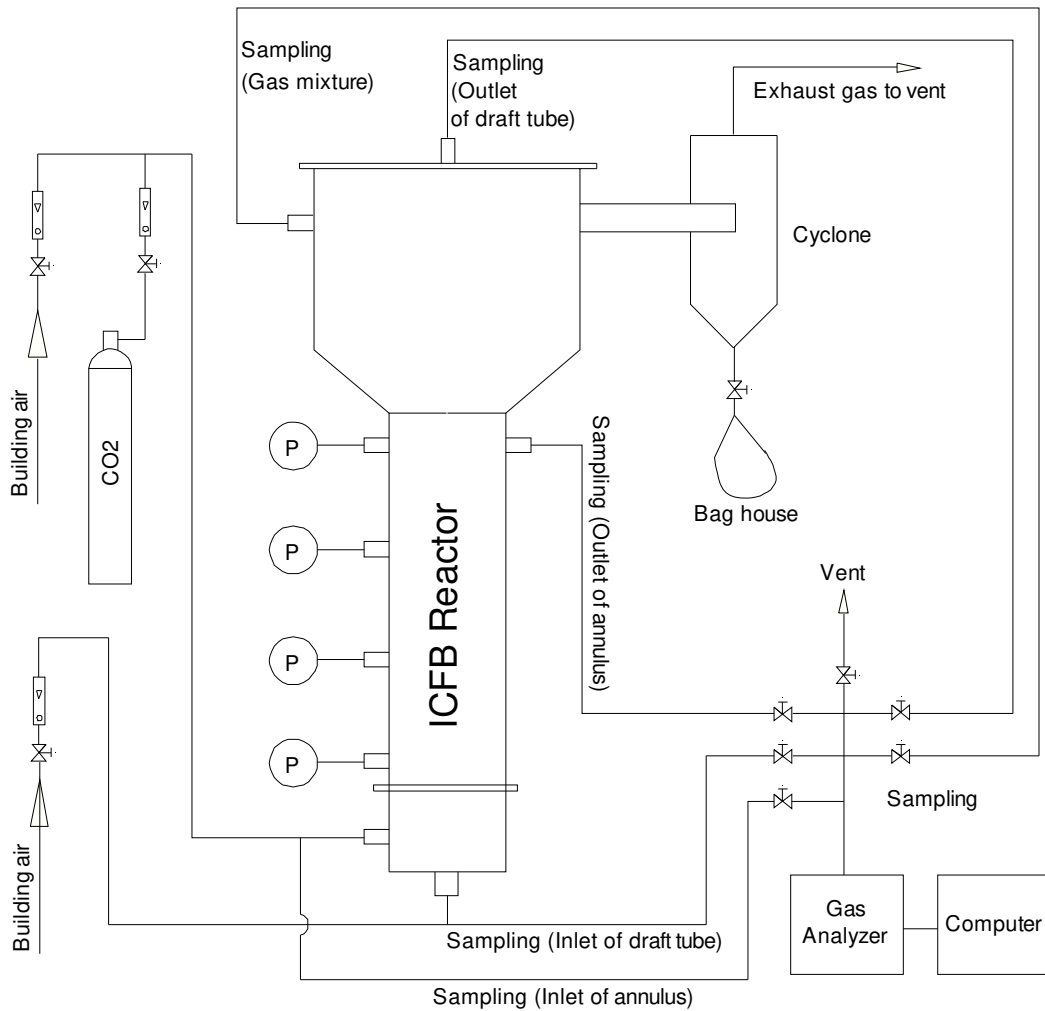 Sampling
(Gas mixture)
Sampling
(Outlet
of draft tube)
Exhaust gas to vent
Cyclone
Building air
CO2
P
P
P
P
ICFB Reactor
Sampling (Outlet of annulus)
Bag house
Vent
Building air
Sampling
Gas
Analyzer
Computer
Sampling (Inlet of draft tube)
Sampling (Inlet of annulus)